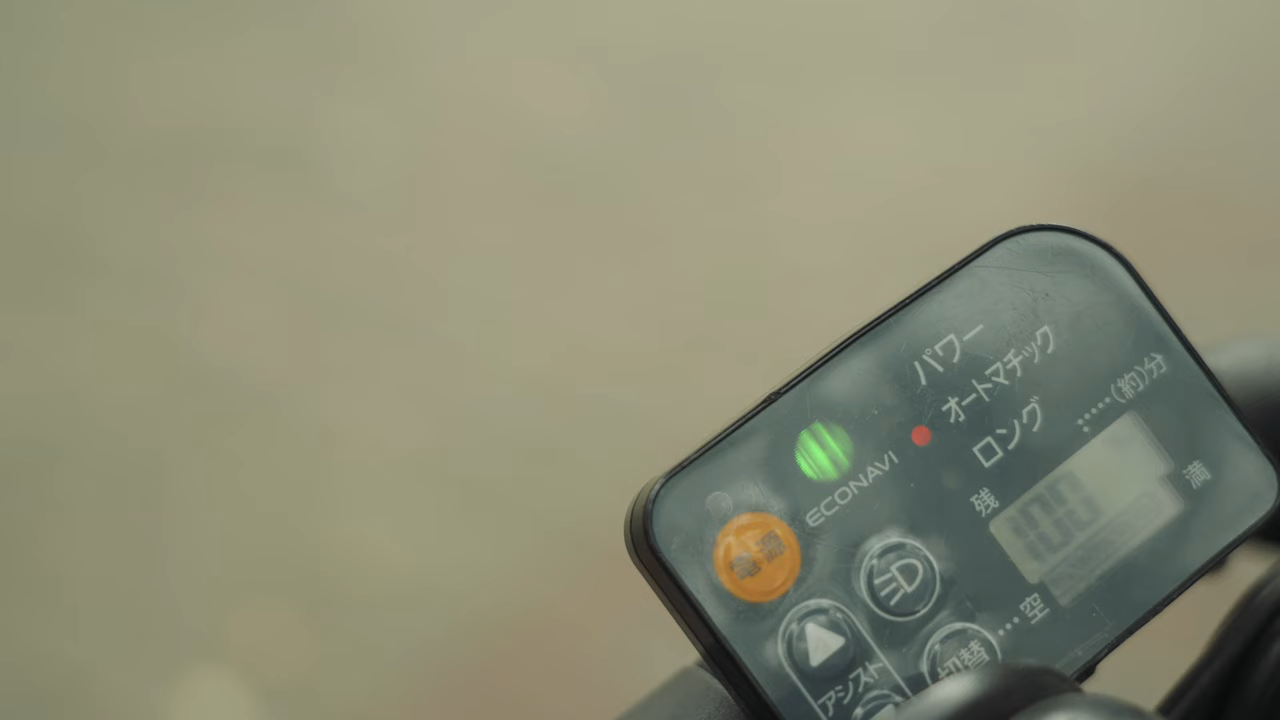 パワー
オートマチック
ロング
ECONAVI
残
(約)分
100
満
空
電源
切替
アシスト